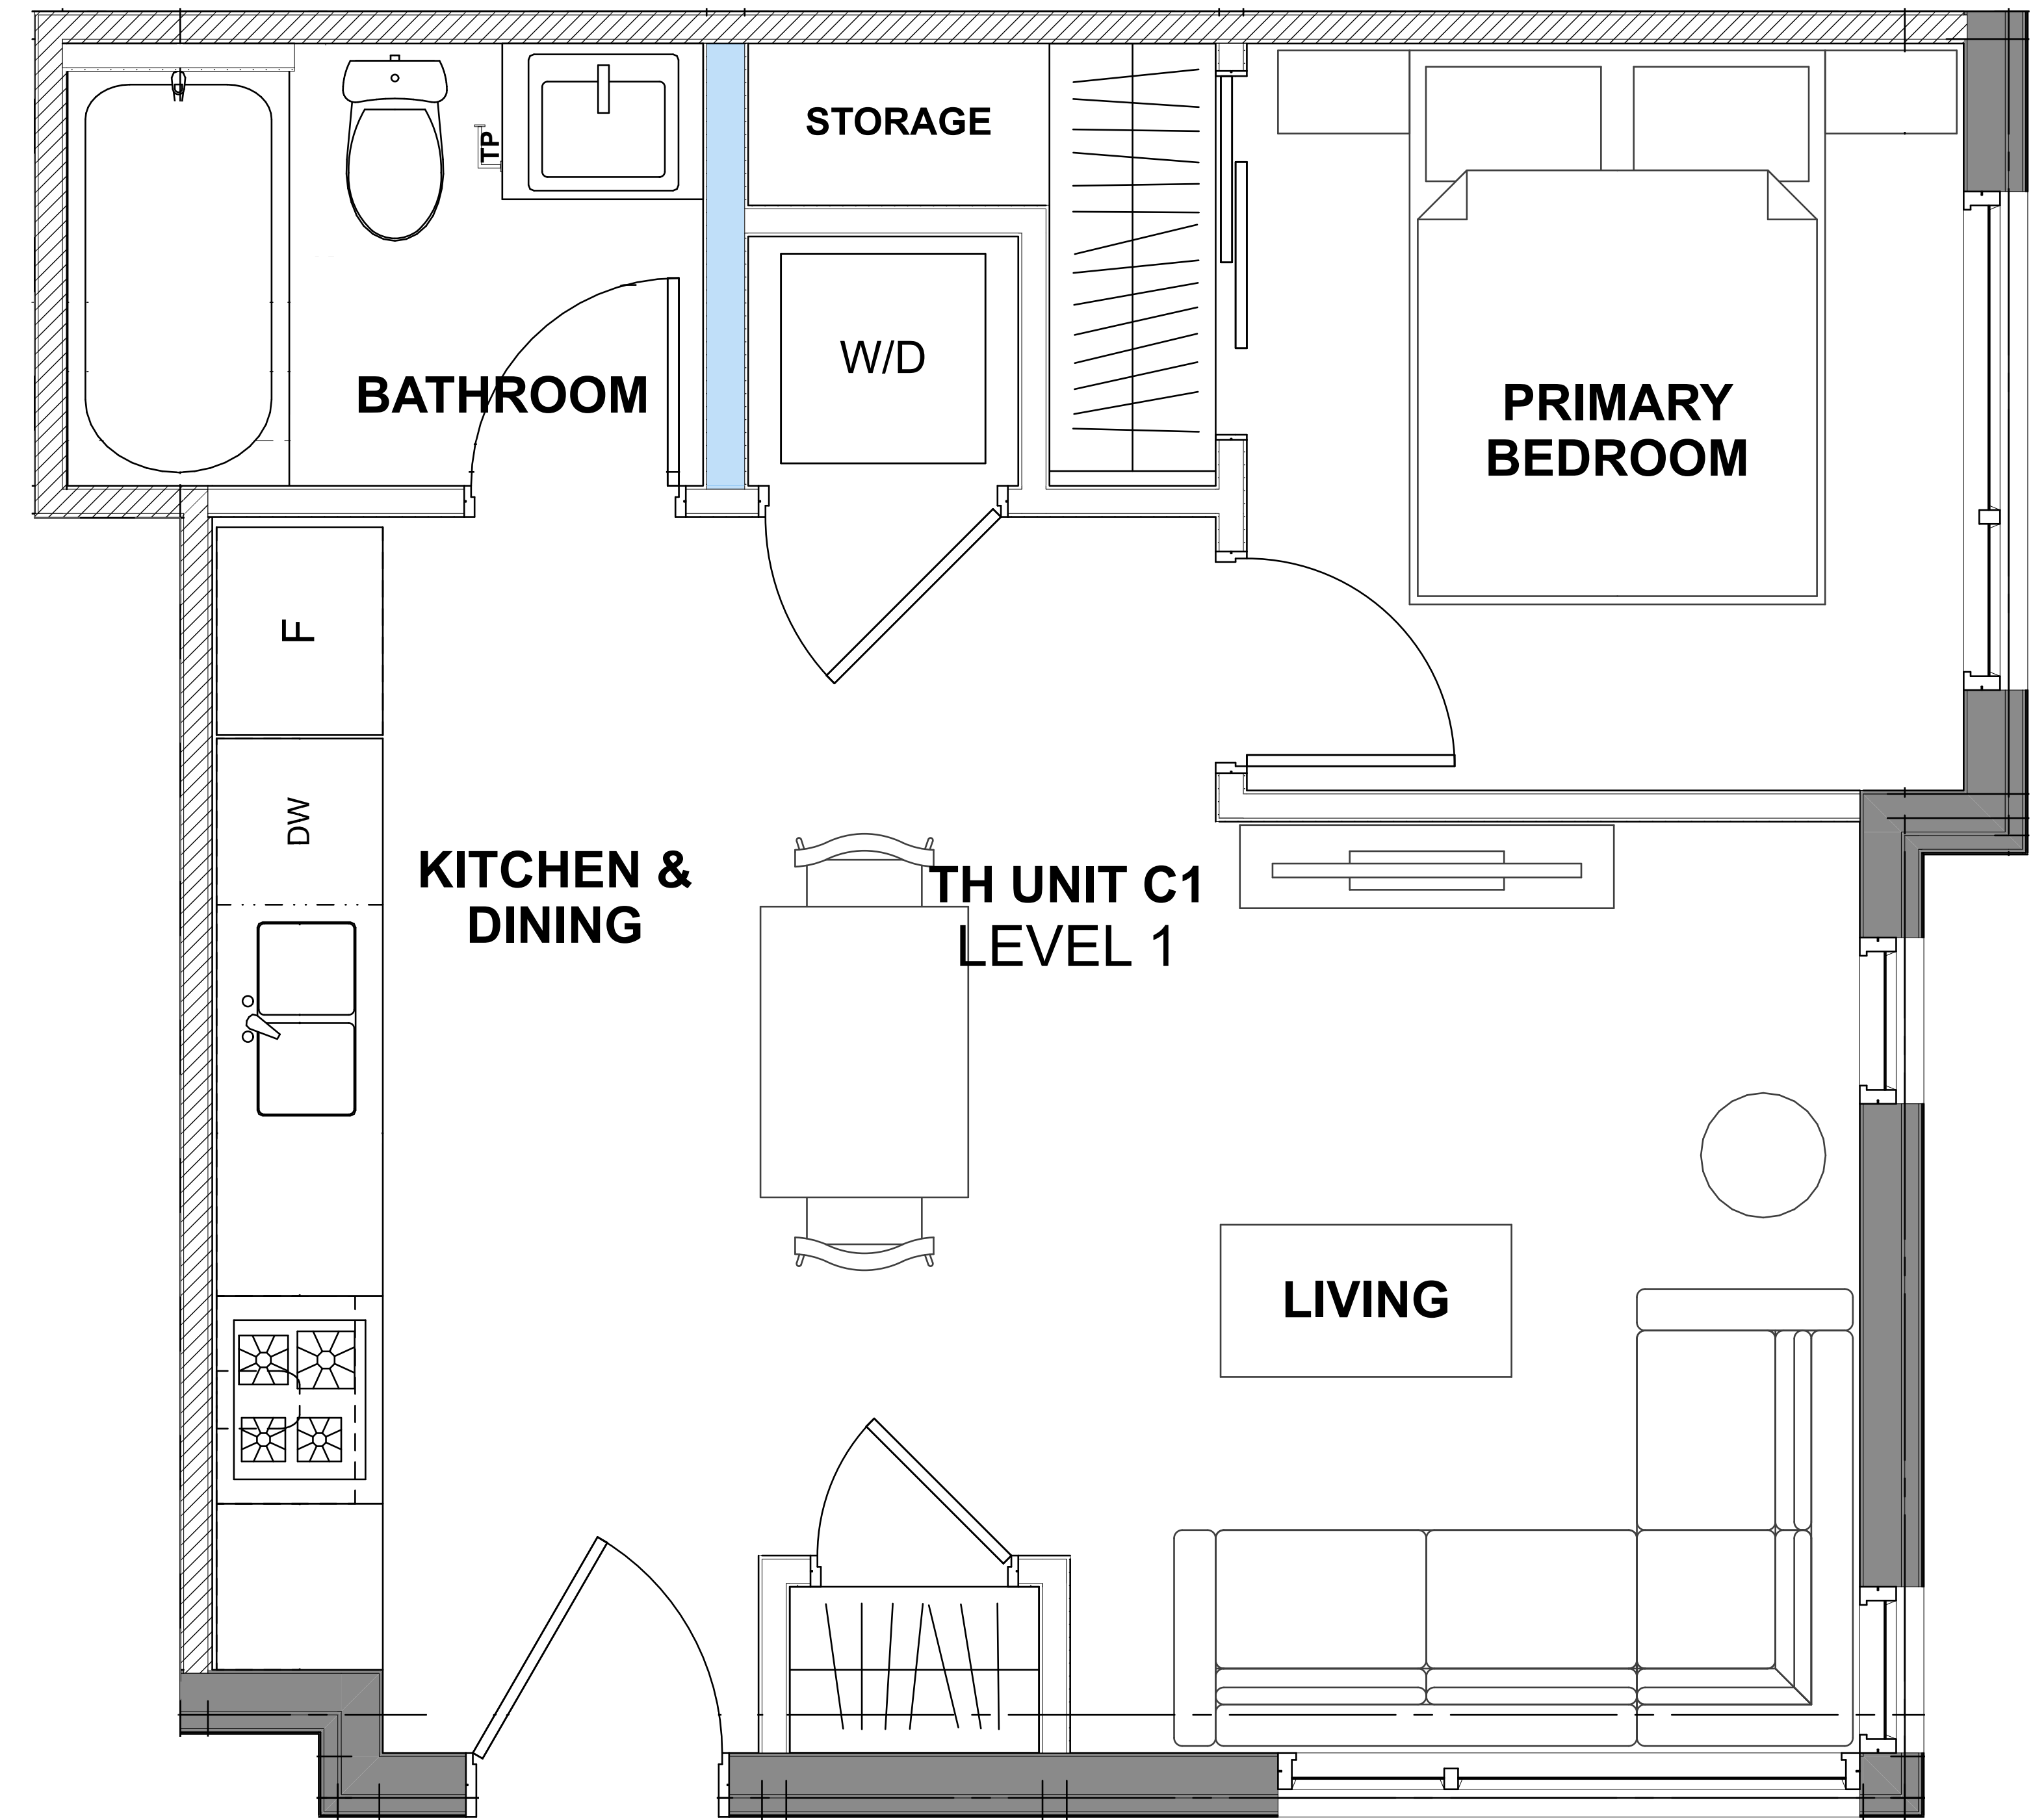 TP
STORAGE
W/D
BATHROOM
PRIMARY
BEDROOM
F
DW
KITCHEN &
DINING
TH UNIT C1
LEVEL 1
LIVING